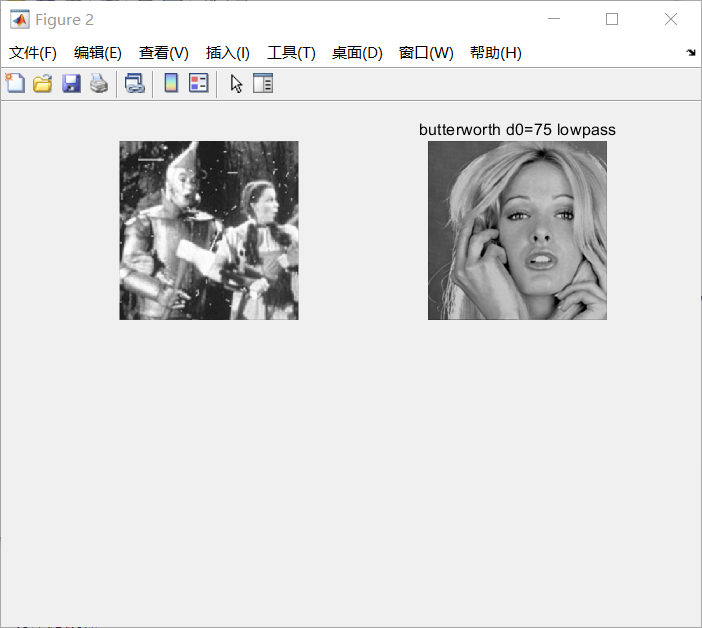 Figure 2
文件(F) 编辑(E) 查看(V) 插入(I) 工具(T) 桌面(D) 窗口(W) 帮助(H)
butterworth d0=75 lowpass